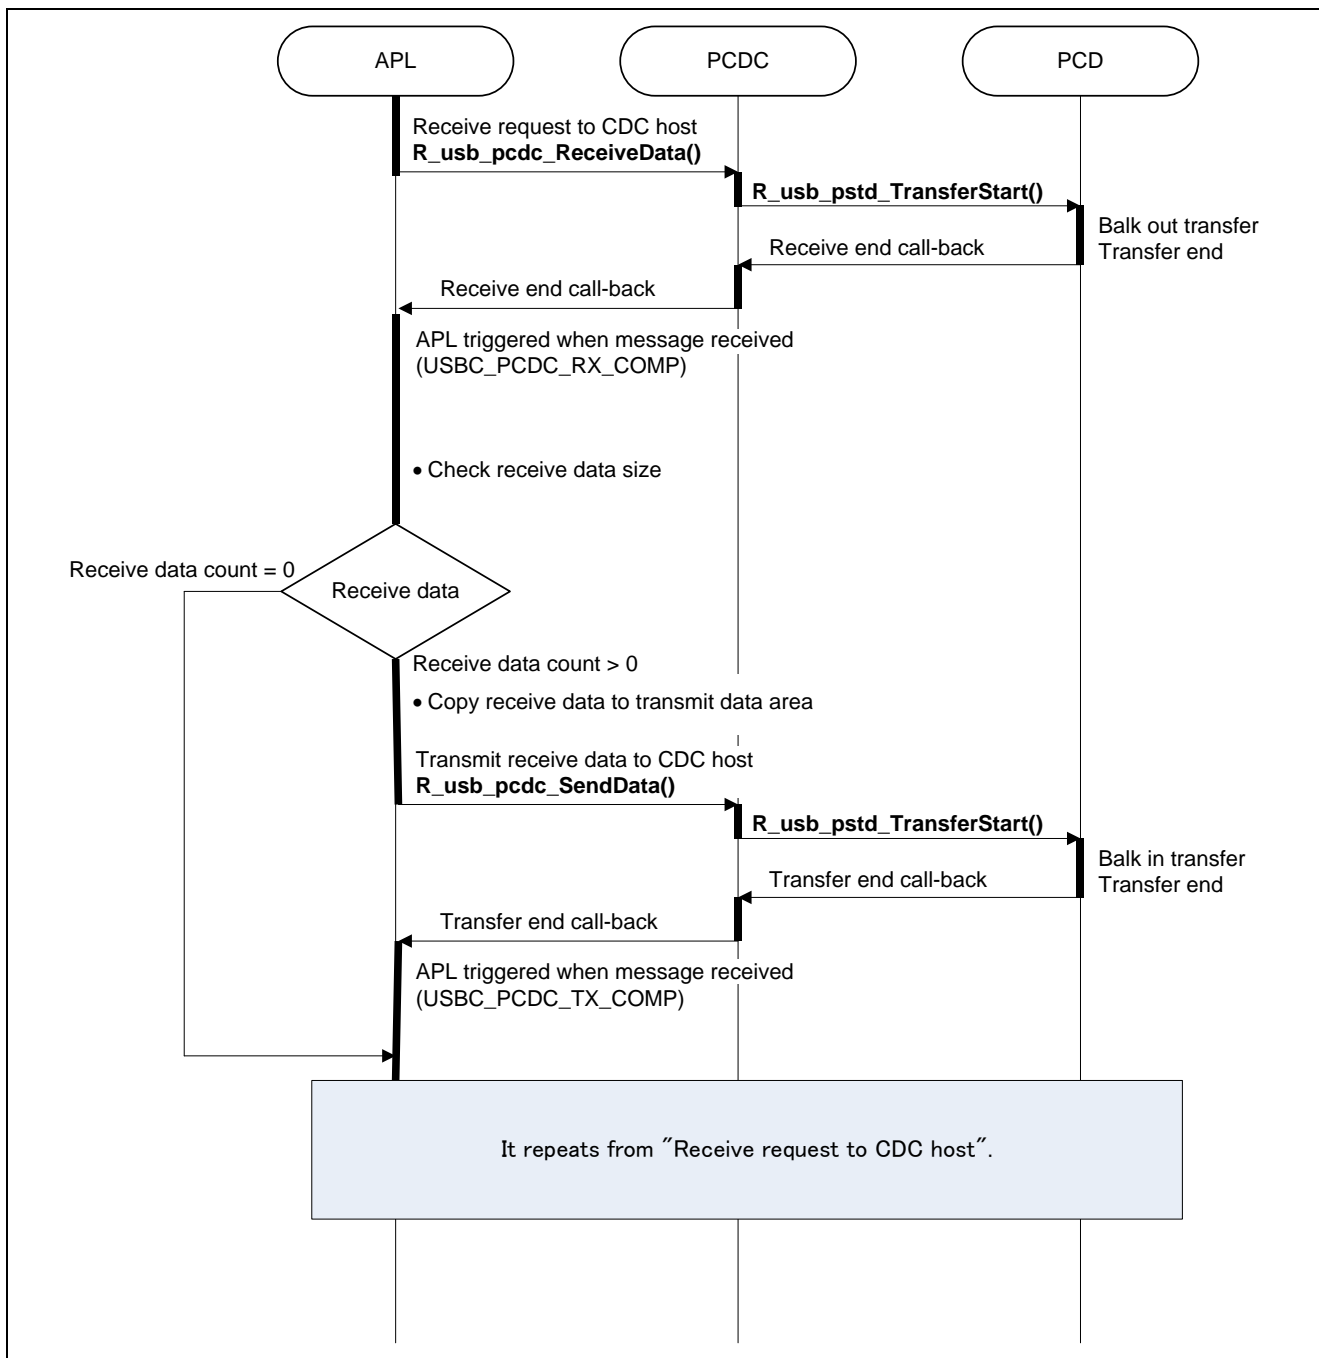 APL
PCDC
PCD
Receive request to CDC host
R_usb_pcdc_ReceiveData()
R_usb_pstd_TransferStart()
Balk out transfer
Transfer end
Receive end call-back
Receive end call-back
APL triggered when message received
(USBC_PCDC_RX_COMP)
• Check receive data size
Receive data count = 0
Receive data
Receive data count > 0
• Copy receive data to transmit data area
Transmit receive data to CDC host
R_usb_pcdc_SendData()
R_usb_pstd_TransferStart()
Balk in transfer
Transfer end
Transfer end call-back
Transfer end call-back
APL triggered when message received
(USBC_PCDC_TX_COMP)
It repeats from "Receive request to CDC host".